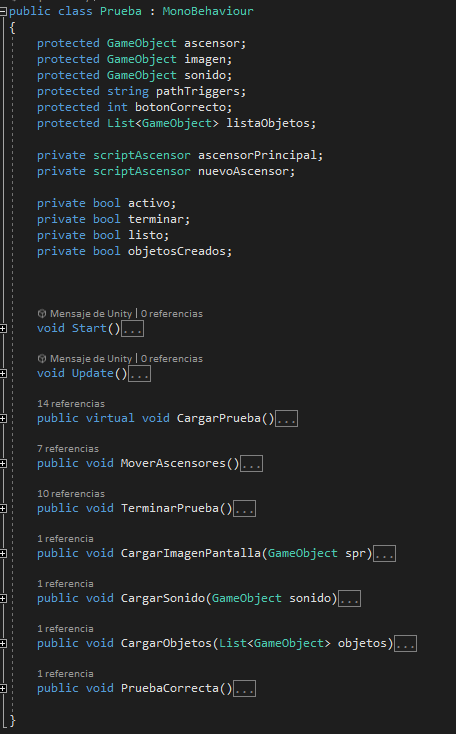 public class Prueba : MonoBehaviour
{
protected GameObject ascensor;
protected GameObject imagen;
protected GameObject sonido;
protected string pathTriggers;
protected int botonCorrecto;
protected List<GameObject> listaObjetos;
private scriptAscensor ascensorPrincipal;
private scriptAscensor nuevoAscensor;
private bool activo;
private bool terminar;
private bool listo;
private bool objetosCreados;
Mensaje de Unity | 0 referencias
void Start()...
Mensaje de Unity | 0 referencias
void Update()...
14 referencias
public virtual void CargarPrueba()...
7 referencias
public void MoverAscensores()...
10 referencias
public void TerminarPrueba()...
1 referencia
public void CargarImagenPantalla(GameObject spr)...
1 referencia
public void CargarSonido(GameObject sonido)...
1 referencia
public void CargarObjetos(List<GameObject> objetos)...
1 referencia
public void PruebaCorrecta()...
}